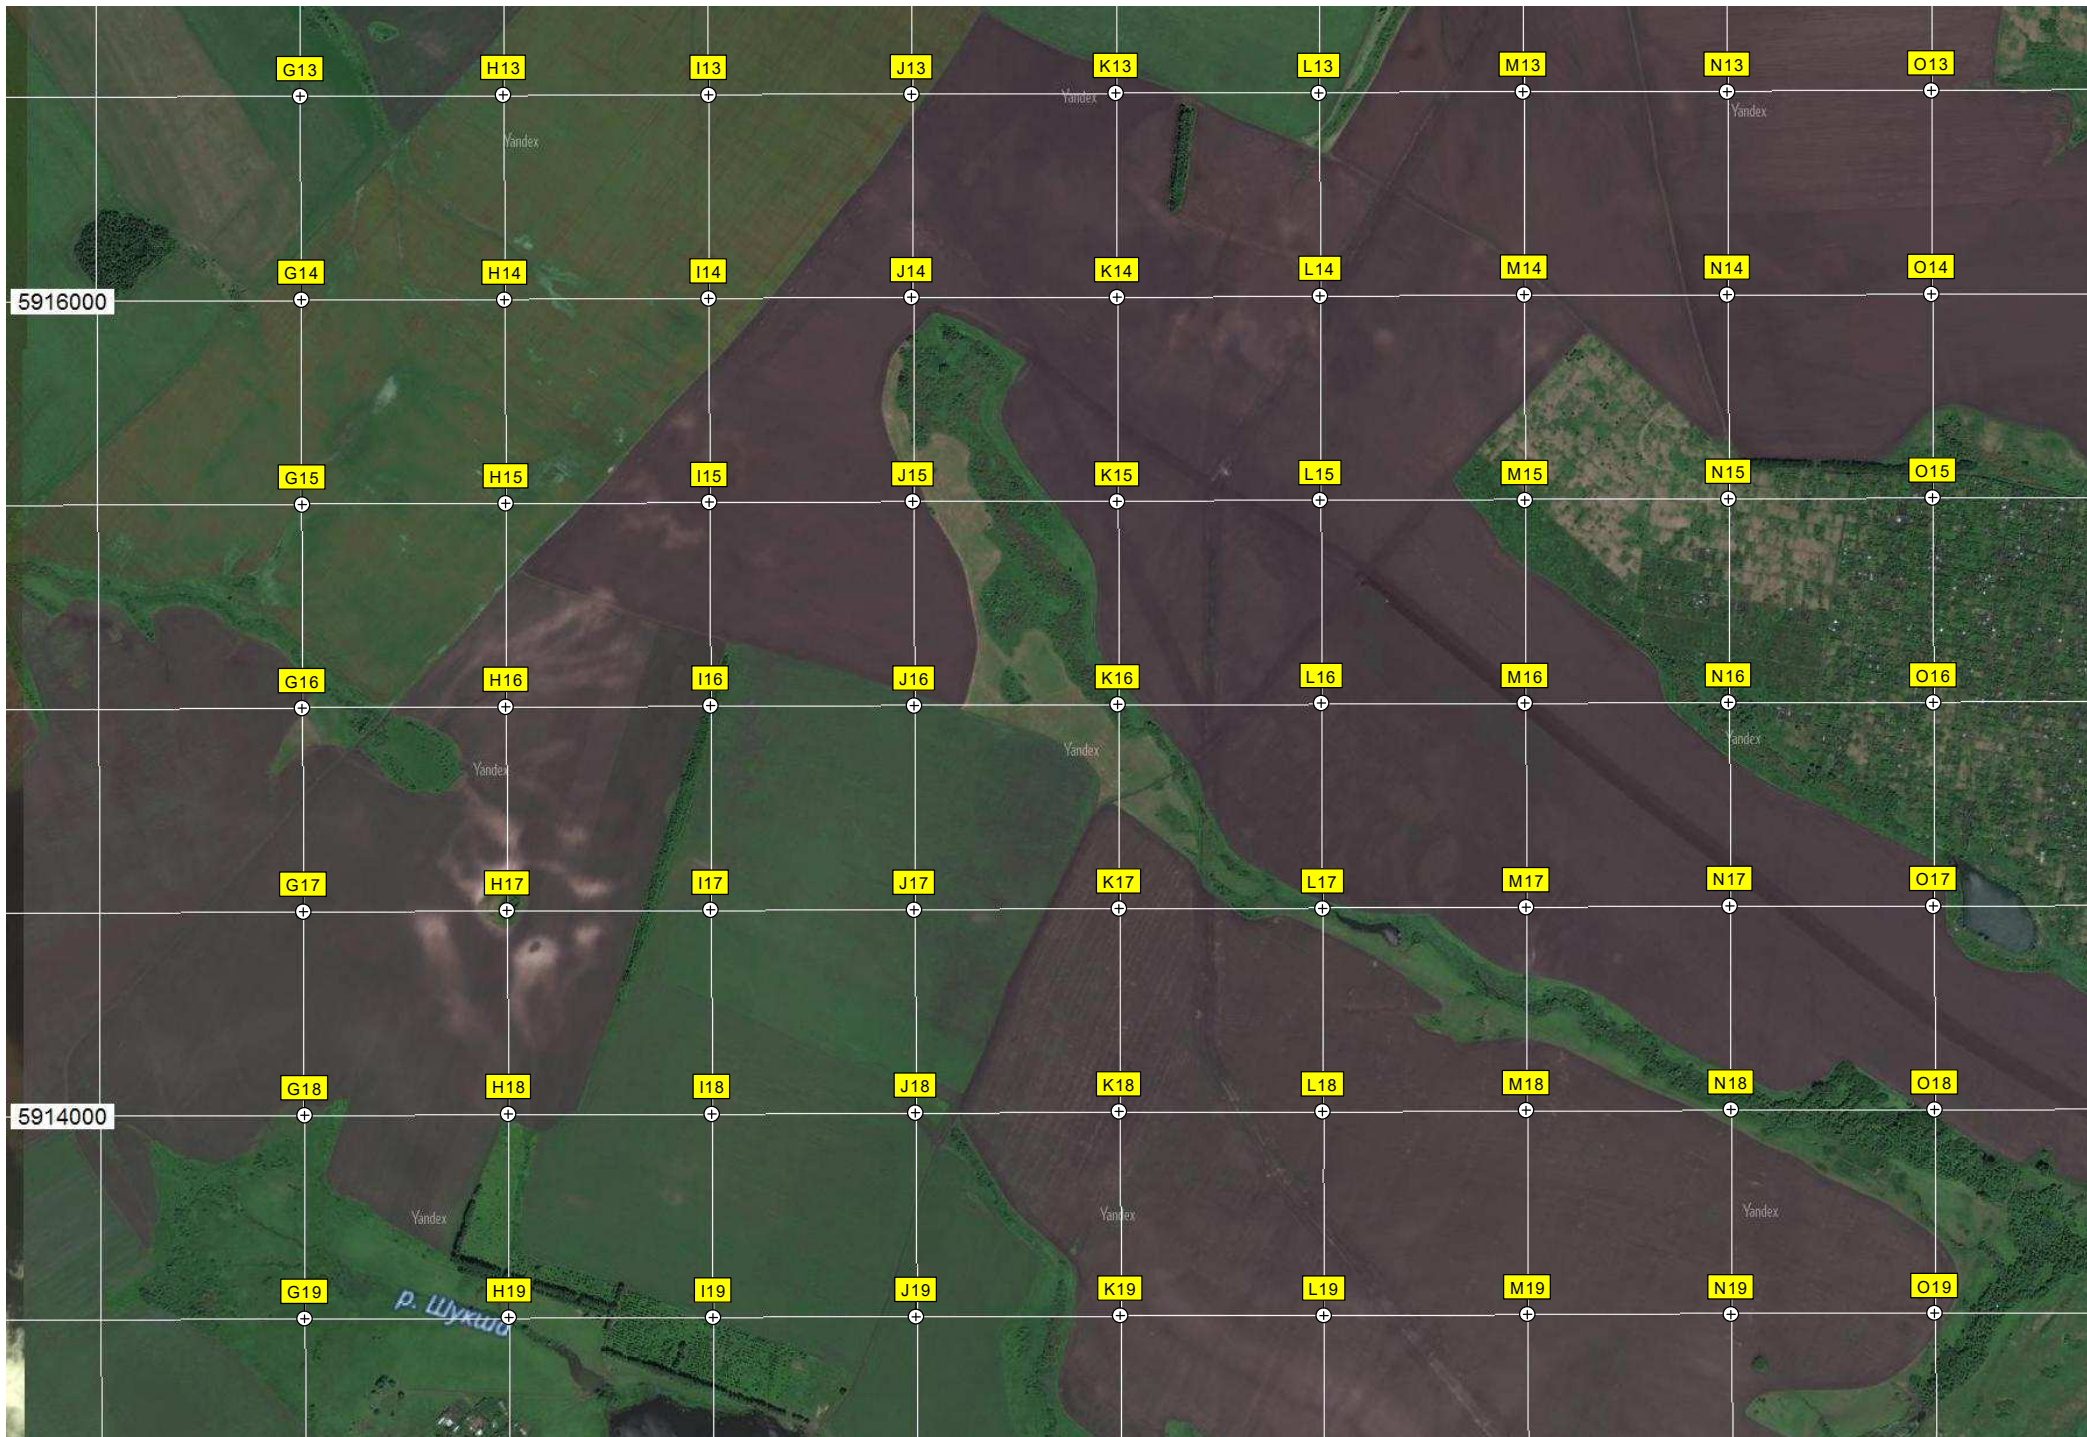 G13 H13 I13 J13 K13 L13 M13 N13 O13
Yandex Yandex
Yandex
G14 H14 I14 J14 K14 L14 M14 N14 O14
5916000
G15 H15 I15 J15 K15 L15 M15 N15 O15
G16 H16 I16 J16 K16 L16 M16 N16 O16
Yandex Yandex Yandex
G17 H17 I17 J17 K17 L17 M17 N17 O17
G18 H18 I18 J18 K18 L18 M18 N18 O18
5914000
Yandex Yandex Yandex
G19 H19 I19 J19 K19 L19 M19 N19 O19
р. Шукша